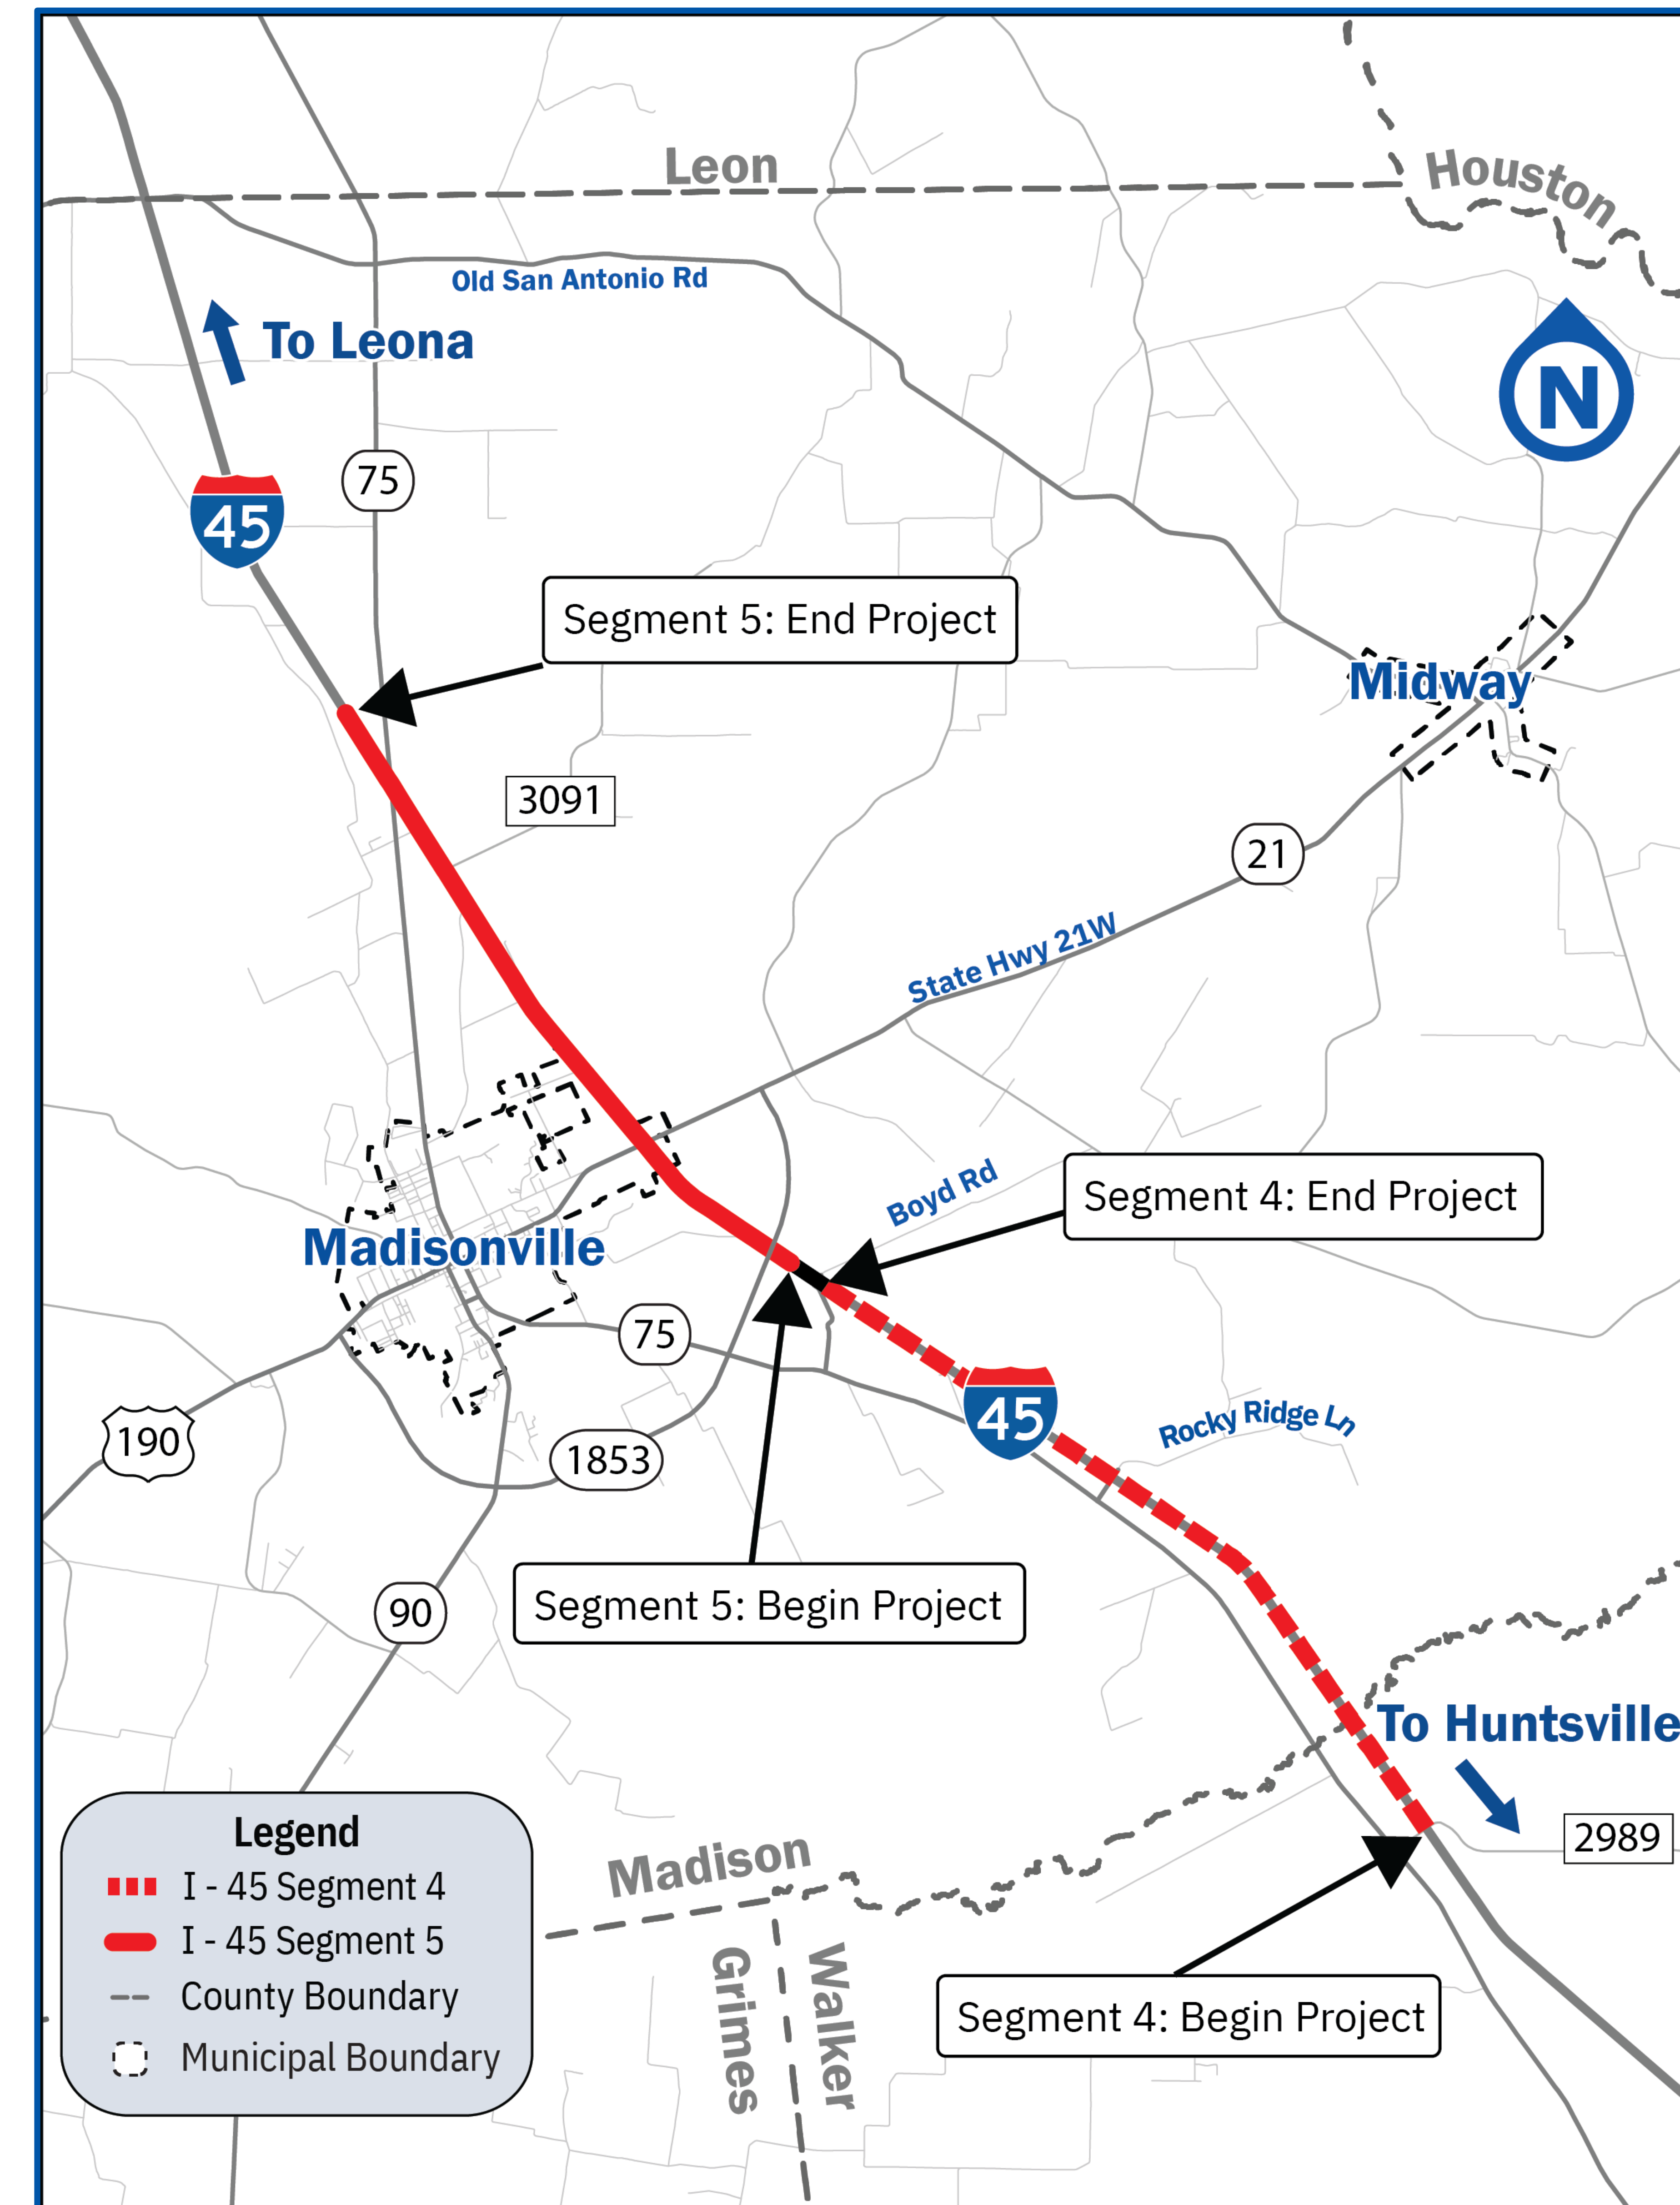 Leon
Houston
Old San Antonio Rd
To Leona
N
75
45
Segment 5: End Project
Midway
3091
21
State Hwy 21W
Segment 4: End Project
Boyd Rd
Madisonville
75
45
Rocky Ridge Ln
190
1853
Segment 5: Begin Project
90
To Huntsville
2989
Madison
Grimes
Walker
Segment 4: Begin Project
Legend
I - 45 Segment 4
I - 45 Segment 5
County Boundary
Municipal Boundary